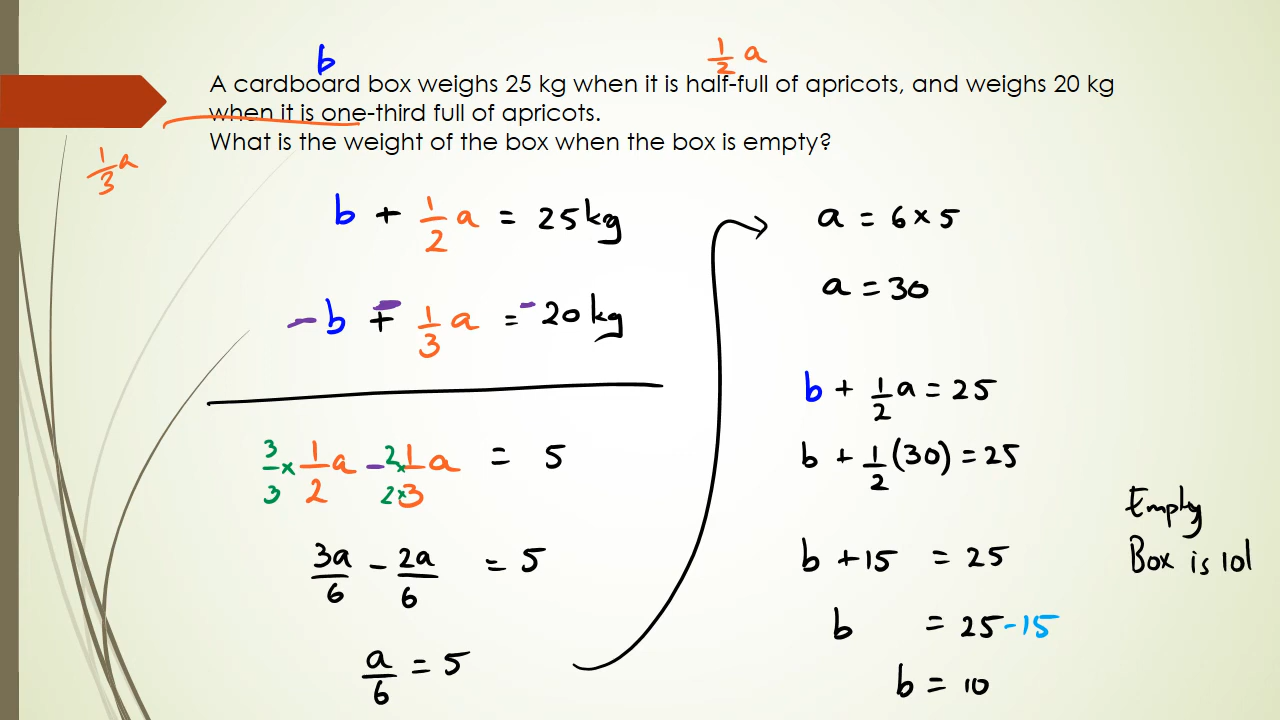 b
½ a
A cardboard box weighs 25 kg when it is half-full of apricots, and weighs 20 kg
when it is one-third full of apricots.
What is the weight of the box when the box is empty?
⅓ a
b + ½ a = 25 kg
- b + - ⅓ a = - 20 kg
3/3 × ½ a - 2/2 × ⅓ a = 5
3a/6 - 2a/6 = 5
a/6 = 5
a = 6 × 5
a = 30
b + ½ a = 25
b + ½ (30) = 25
b + 15 = 25
b = 25 - 15
b = 10
Empty
Box is 10